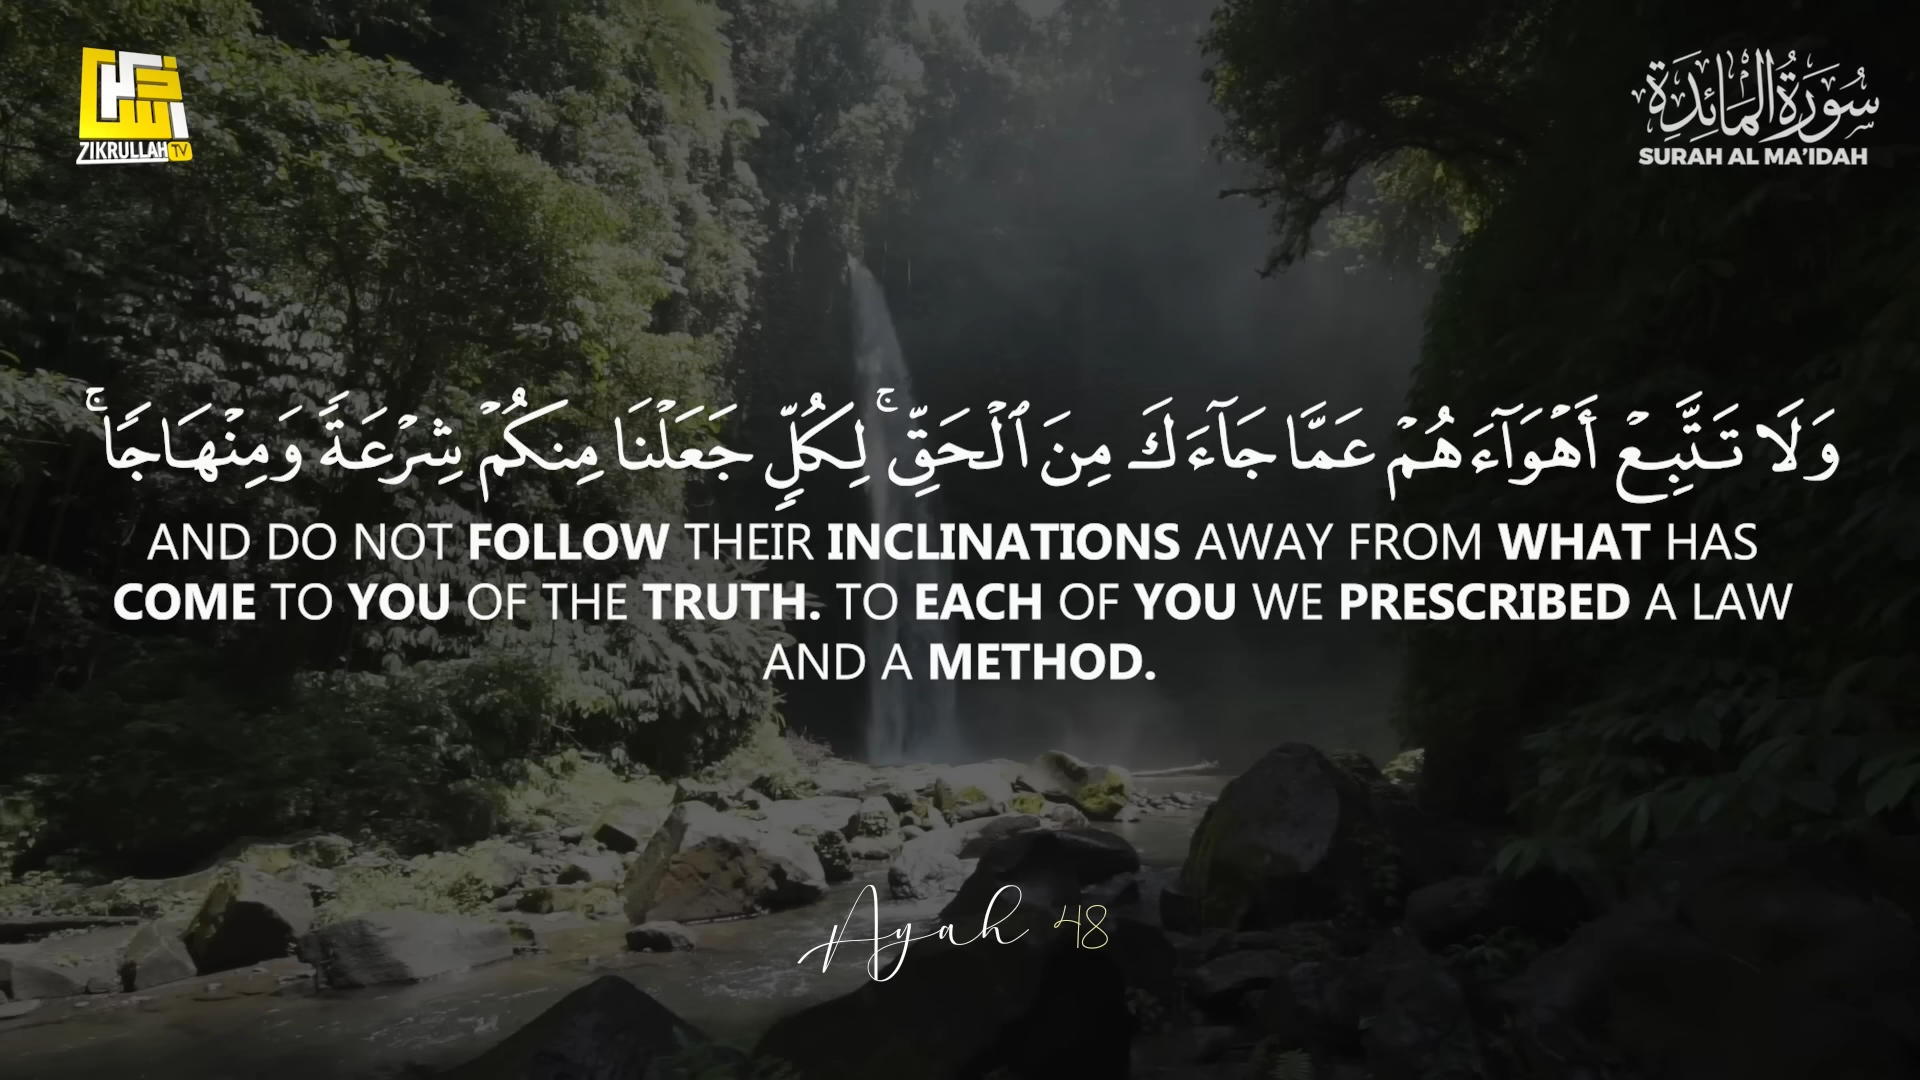 ذكر الله
ZIKRULLAH TV
سُورَةُ المَائِدَة
SURAH AL MA'IDAH
وَلَا تَتَّبِعْ أَهْوَآءَهُمْ عَمَّا جَآءَكَ مِنَ ٱلْحَقِّ ۚ لِكُلٍّ جَعَلْنَا مِنكُمْ شِرْعَةً وَمِنْهَاجًا ۚ
AND DO NOT FOLLOW THEIR INCLINATIONS AWAY FROM WHAT HAS
COME TO YOU OF THE TRUTH. TO EACH OF YOU WE PRESCRIBED A LAW
AND A METHOD.
Ayah 48